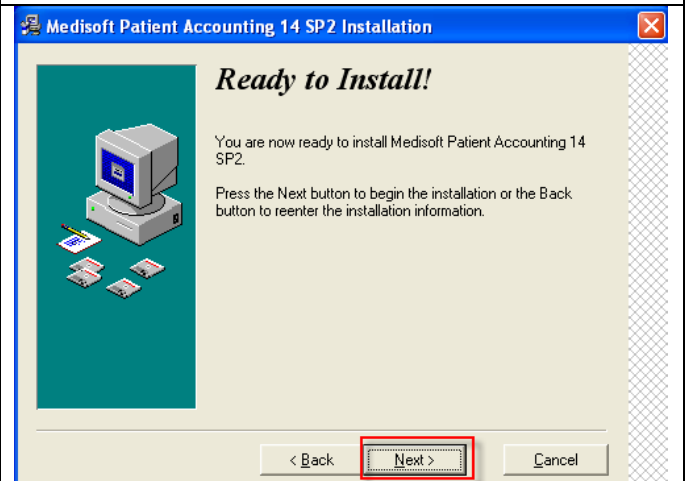 Medisoft Patient Accounting 14 SP2 Installation
Ready to Install!
You are now ready to install Medisoft Patient Accounting 14
SP2.
Press the Next button to begin the installation or the Back
button to reenter the installation information.
< Back Next > Cancel